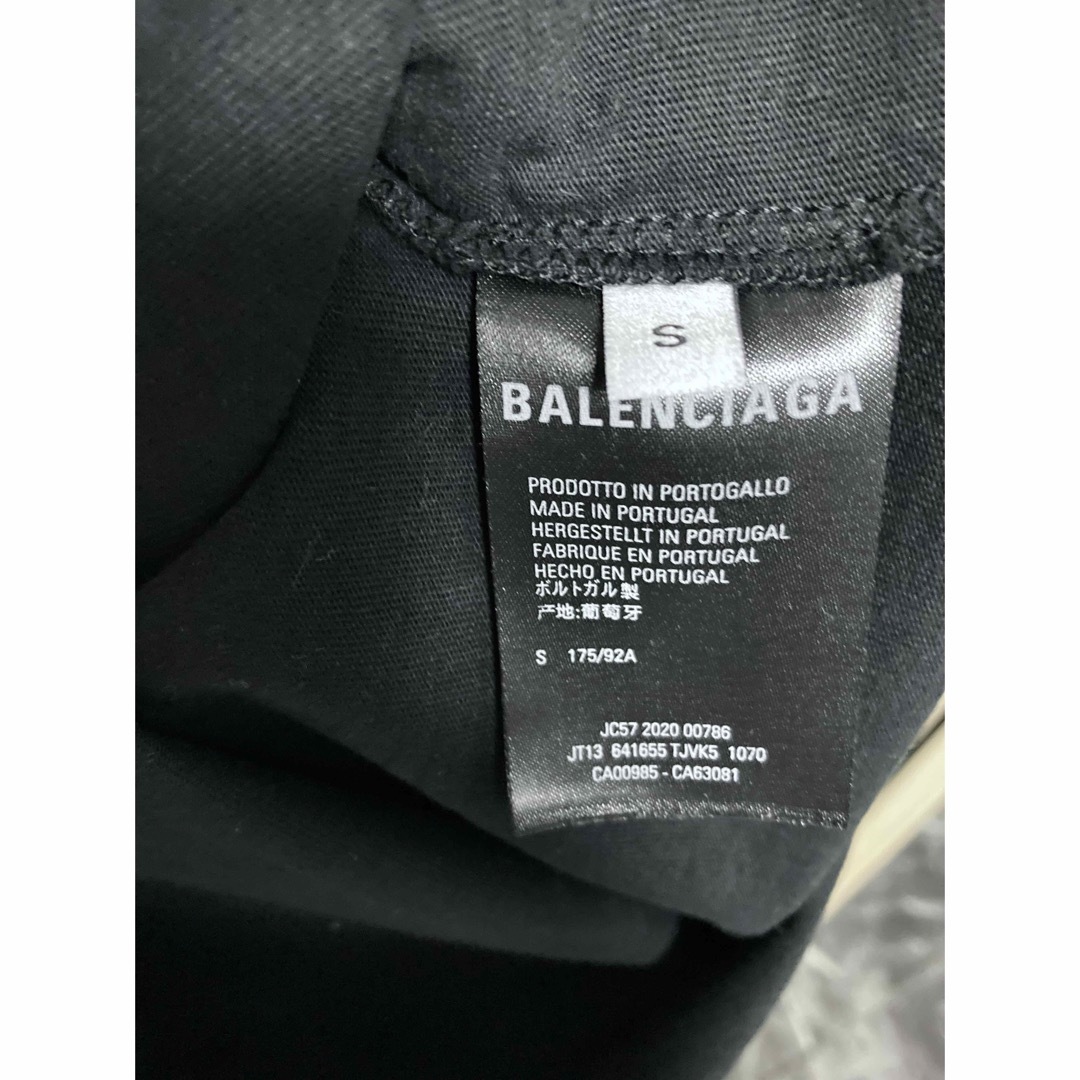 S
BALENCIAGA
PRODOTTO IN PORTOGALLO
MADE IN PORTUGAL
HERGESTELLT IN PORTUGAL
FABRIQUE EN PORTUGAL
HECHO EN PORTUGAL
ポルトガル製
产地:葡萄牙
S 175/92A
JC57 2020 00786
JT13 641655 TJVK5 1070
CA00985 - CA63081